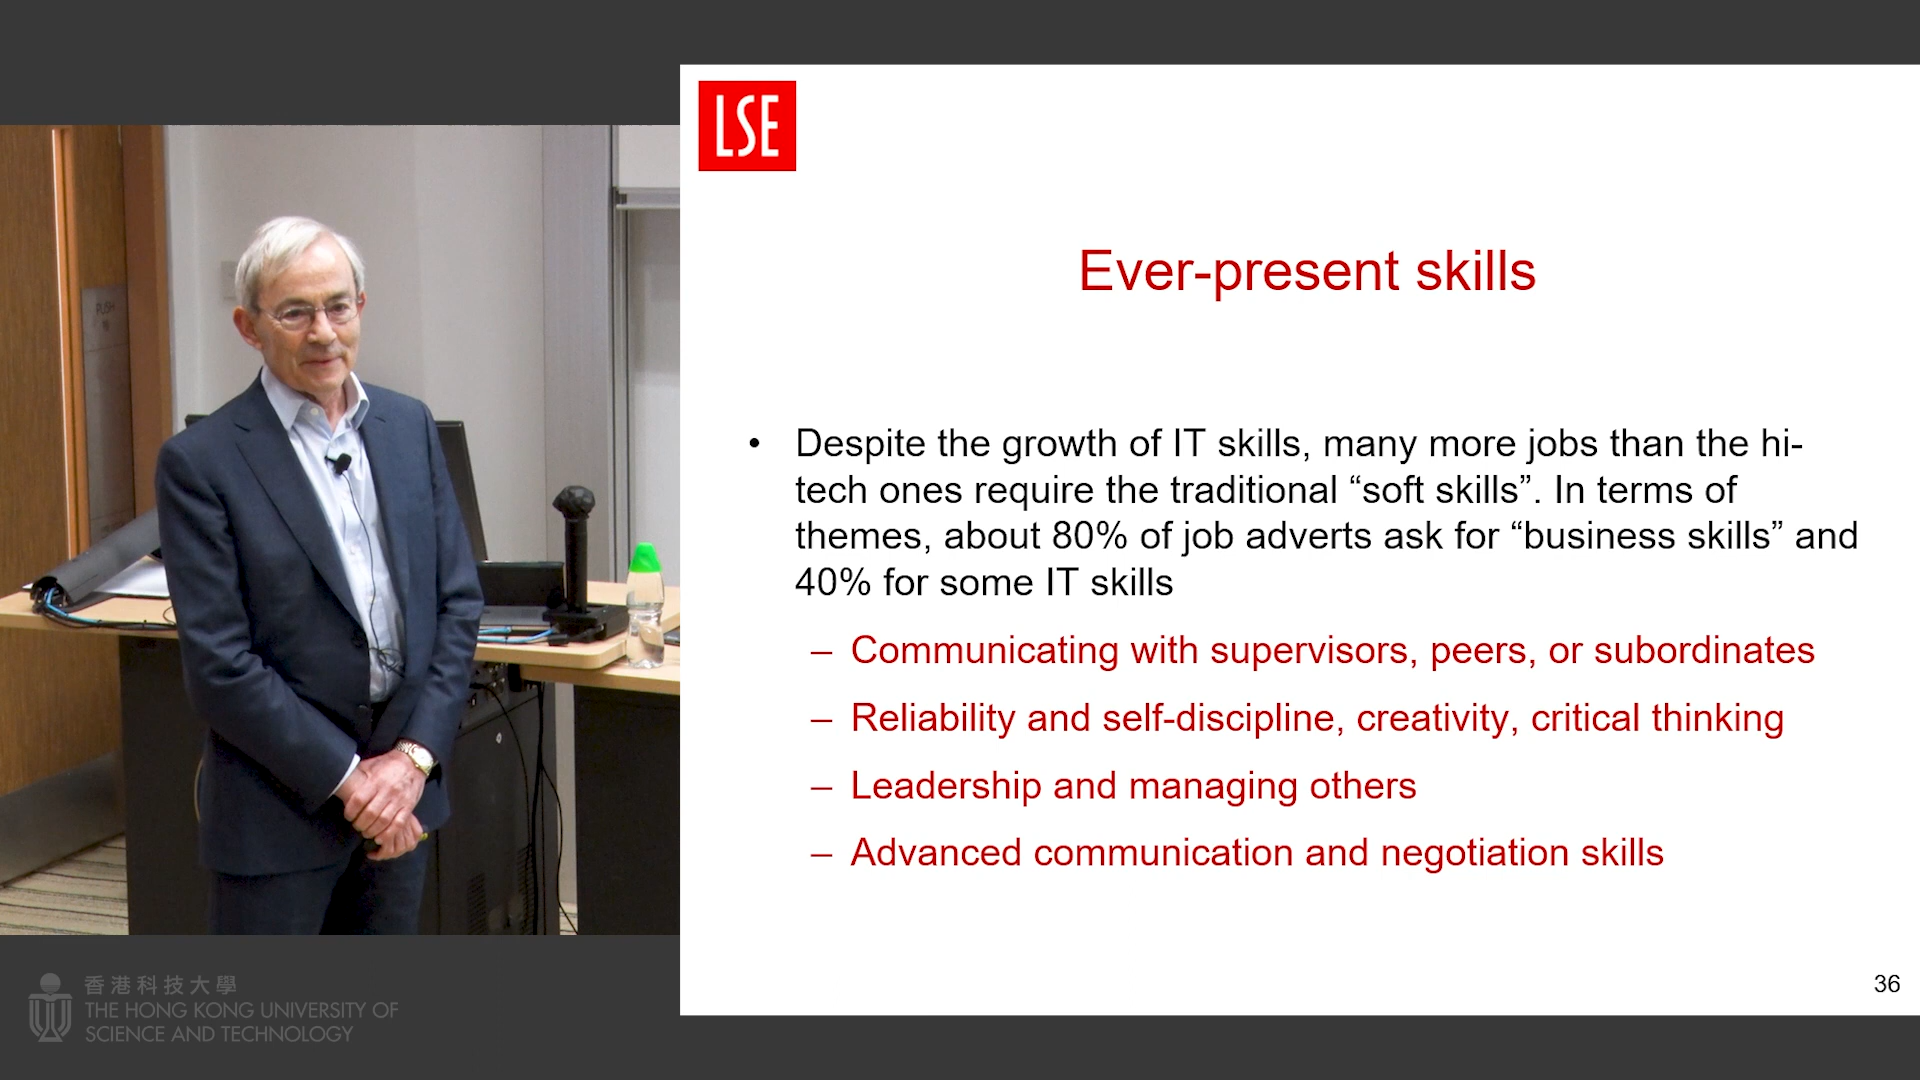 LSE
Ever-present skills
• Despite the growth of IT skills, many more jobs than the hi-
tech ones require the traditional “soft skills”. In terms of
themes, about 80% of job adverts ask for “business skills” and
40% for some IT skills
– Communicating with supervisors, peers, or subordinates
– Reliability and self-discipline, creativity, critical thinking
– Leadership and managing others
– Advanced communication and negotiation skills
36
PUSH
香港科技大學
THE HONG KONG UNIVERSITY OF
SCIENCE AND TECHNOLOGY